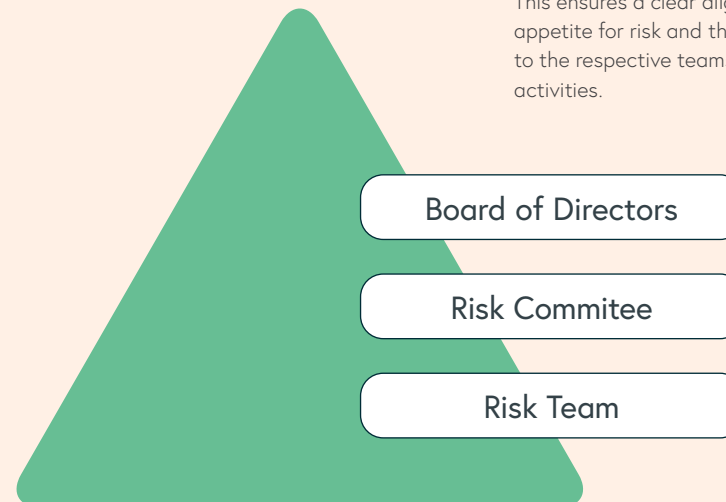 This ensures a clear
appetite for risk and
to the respective team
activities.
Board of Directors
Risk Commitee
Risk Team